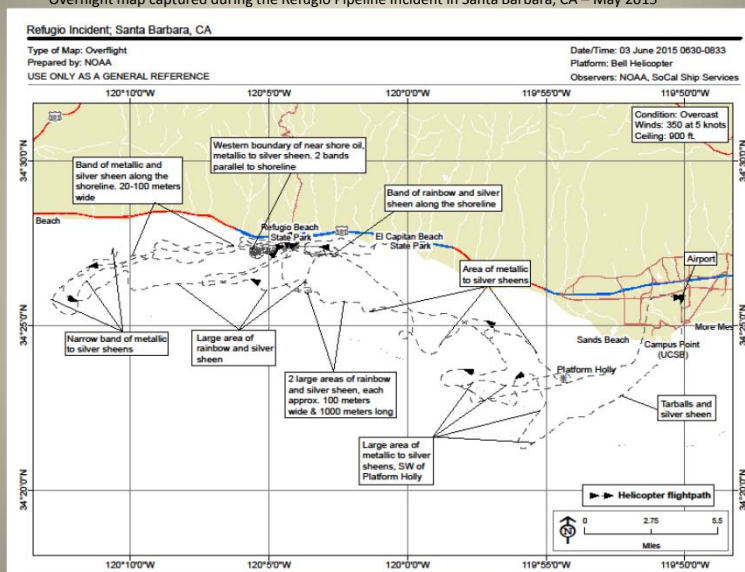 Overflight map captured during the Refugio Pipeline Incident in Santa Barbara, CA – May 2015
Refugio Incident; Santa Barbara, CA
Type of Map: Overflight
Prepared by: NOAA
USE ONLY AS A GENERAL REFERENCE
Date/Time: 03 June 2015 0630-0833
Platform: Bell Helicopter
Observers: NOAA, SoCal Ship Services
120°10'0"W
120°5'0"W
120°0'0"W
119°55'0"W
119°50'0"W
34°30'0"N
34°30'0"N
Condition: Overcast
Winds: 350 at 5 knots
Ceiling: 900 ft.
Western boundary of near shore oil,
metallic to silver sheen. 2 bands
parallel to shoreline
Band of metallic and
silver sheen along the
shoreline. 20-100 meters
wide
Band of rainbow and silver
sheen along the shoreline
Beach
Refugio Beach
State Park
El Capitan Beach
State Park
Area of metallic
to silver sheens
Airport
34°25'0"N
34°25'0"N
Narrow band of metallic
to silver sheens
Large area of
rainbow and silver
sheen
2 large areas of rainbow
and silver sheen, each
approx. 100 meters
wide & 1000 meters long
Sands Beach
Campus Point
(UCSB)
More Mes
Platform Holly
Tarballs and
silver sheen
Large area of
metallic to silver
sheens, SW of
Platform Holly
34°20'0"N
34°20'0"N
Helicopter flightpath
N
0
2.75
5.5
Miles
120°10'0"W
120°5'0"W
120°0'0"W
119°55'0"W
119°50'0"W